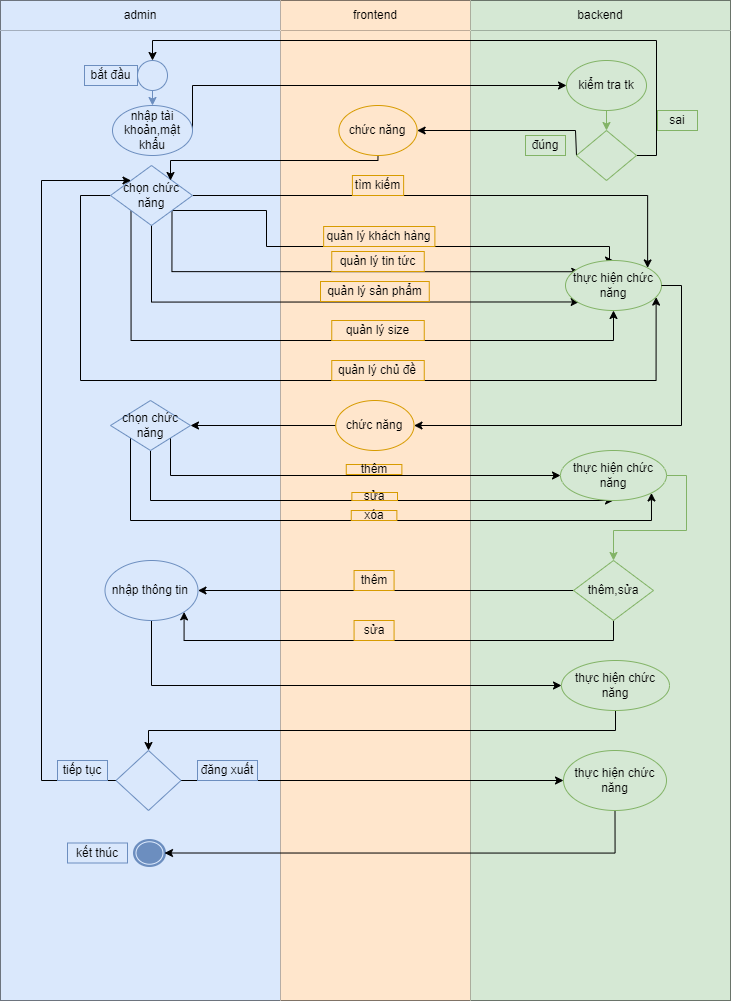 admin
frontend
backend
bắt đầu
kiểm tra tk
nhập tài
khoản,mật
khẩu
chức năng
đúng
sai
chọn chức
năng
tìm kiếm
quản lý khách hàng
quản lý tin tức
thực hiện chức
năng
quản lý sản phẩm
quản lý size
quản lý chủ đề
chọn chức
năng
chức năng
thêm
thực hiện chức
năng
sửa
xóa
nhập thông tin
thêm
thêm,sửa
sửa
thực hiện chức
năng
tiếp tục
đăng xuất
thực hiện chức
năng
kết thúc